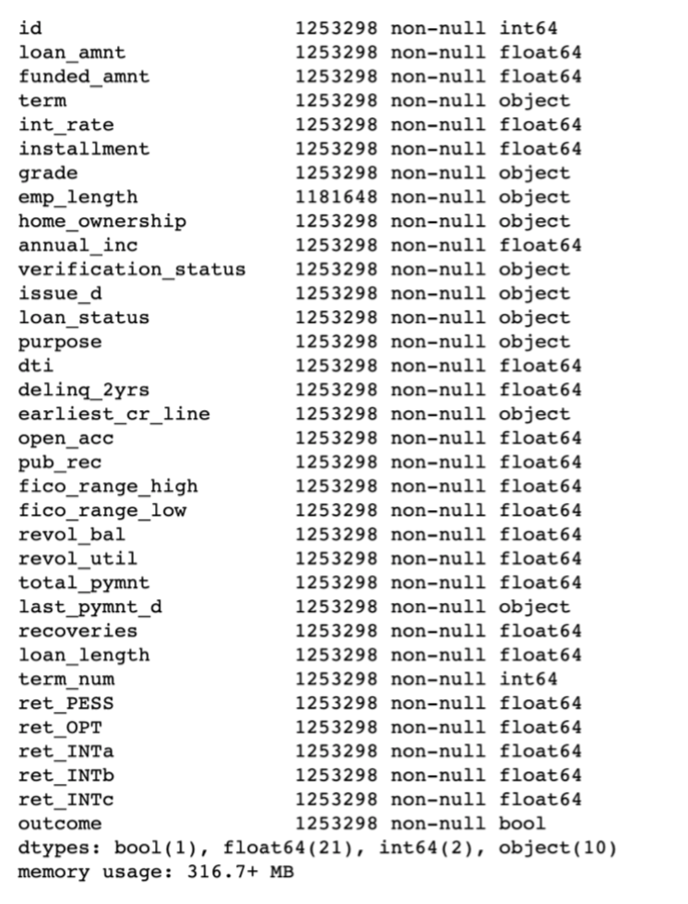 id                       1253298 non-null int64
loan_amnt                1253298 non-null float64
funded_amnt              1253298 non-null float64
term                     1253298 non-null object
int_rate                 1253298 non-null float64
installment              1253298 non-null float64
grade                    1253298 non-null object
emp_length               1181648 non-null object
home_ownership           1253298 non-null object
annual_inc               1253298 non-null float64
verification_status      1253298 non-null object
issue_d                  1253298 non-null object
loan_status              1253298 non-null object
purpose                  1253298 non-null object
dti                      1253298 non-null float64
delinq_2yrs              1253298 non-null float64
earliest_cr_line         1253298 non-null object
open_acc                 1253298 non-null float64
pub_rec                  1253298 non-null float64
fico_range_high          1253298 non-null float64
fico_range_low           1253298 non-null float64
revol_bal                1253298 non-null float64
revol_util               1253298 non-null float64
total_pymnt              1253298 non-null float64
last_pymnt_d             1253298 non-null object
recoveries               1253298 non-null float64
loan_length              1253298 non-null float64
term_num                 1253298 non-null int64
ret_PESS                 1253298 non-null float64
ret_OPT                  1253298 non-null float64
ret_INTa                 1253298 non-null float64
ret_INTb                 1253298 non-null float64
ret_INTc                 1253298 non-null float64
outcome                  1253298 non-null bool
dtypes: bool(1), float64(21), int64(2), object(10)
memory usage: 316.7+ MB